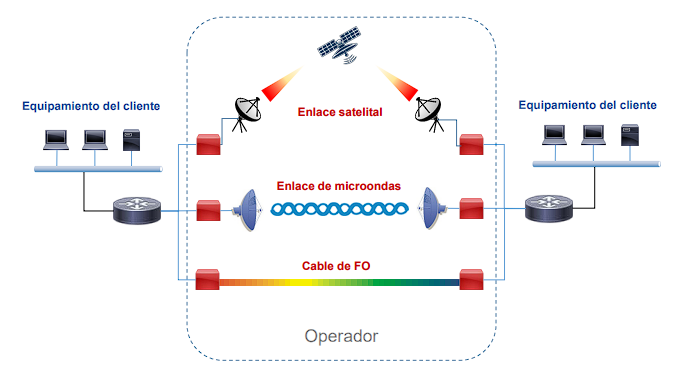 Equipamiento del cliente
Enlace satelital
Equipamiento del cliente
Enlace de microondas
Cable de FO
Operador